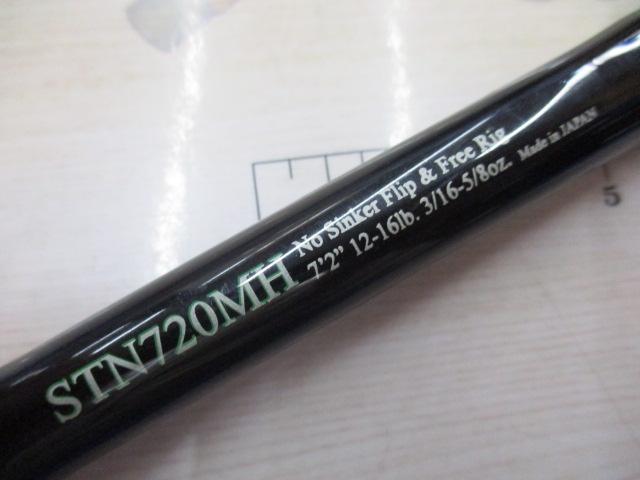 STN720MH
No Sinker Flip & Free Rig
7'2" 12-16lb. 3/16-5/8oz. Made in JAPAN
5